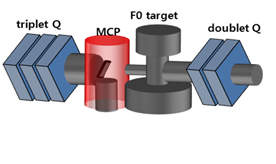 F0 target
triplet Q
MCP
doublet Q